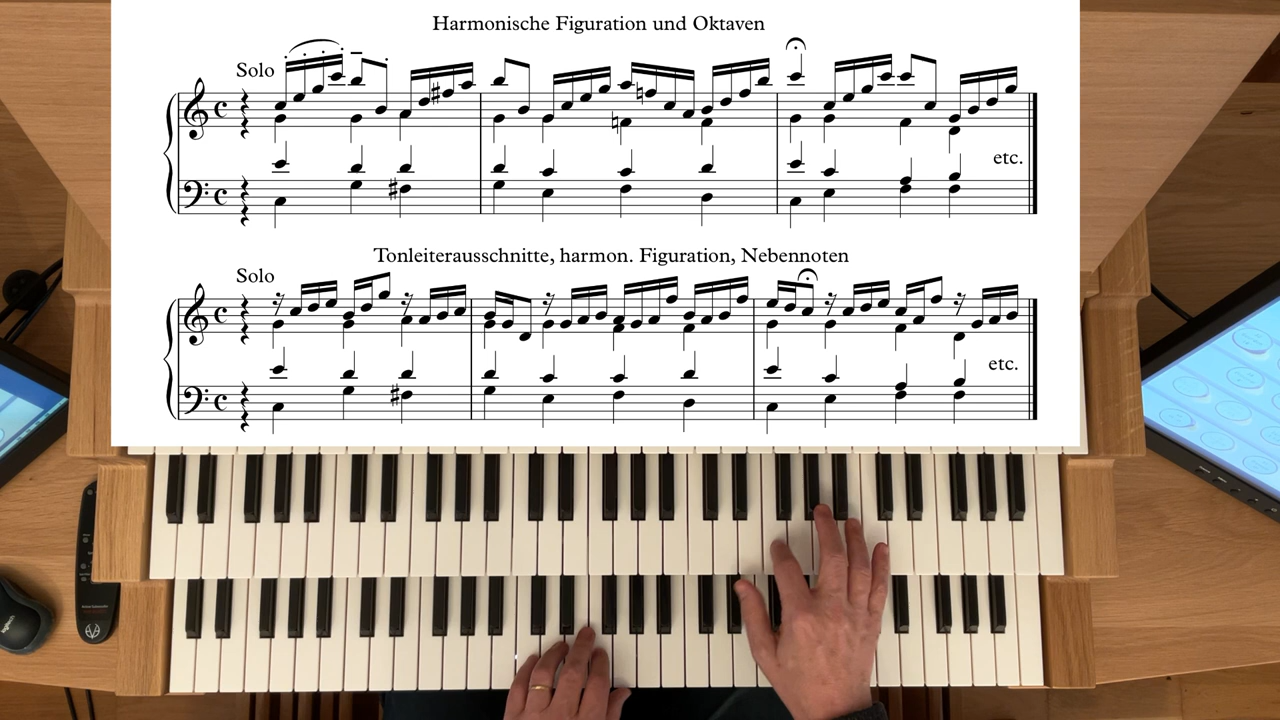 Harmonische Figuration und Oktaven
Solo
etc.
Tonleiterausschnitte, harmon. Figuration, Nebennoten
Solo
etc.